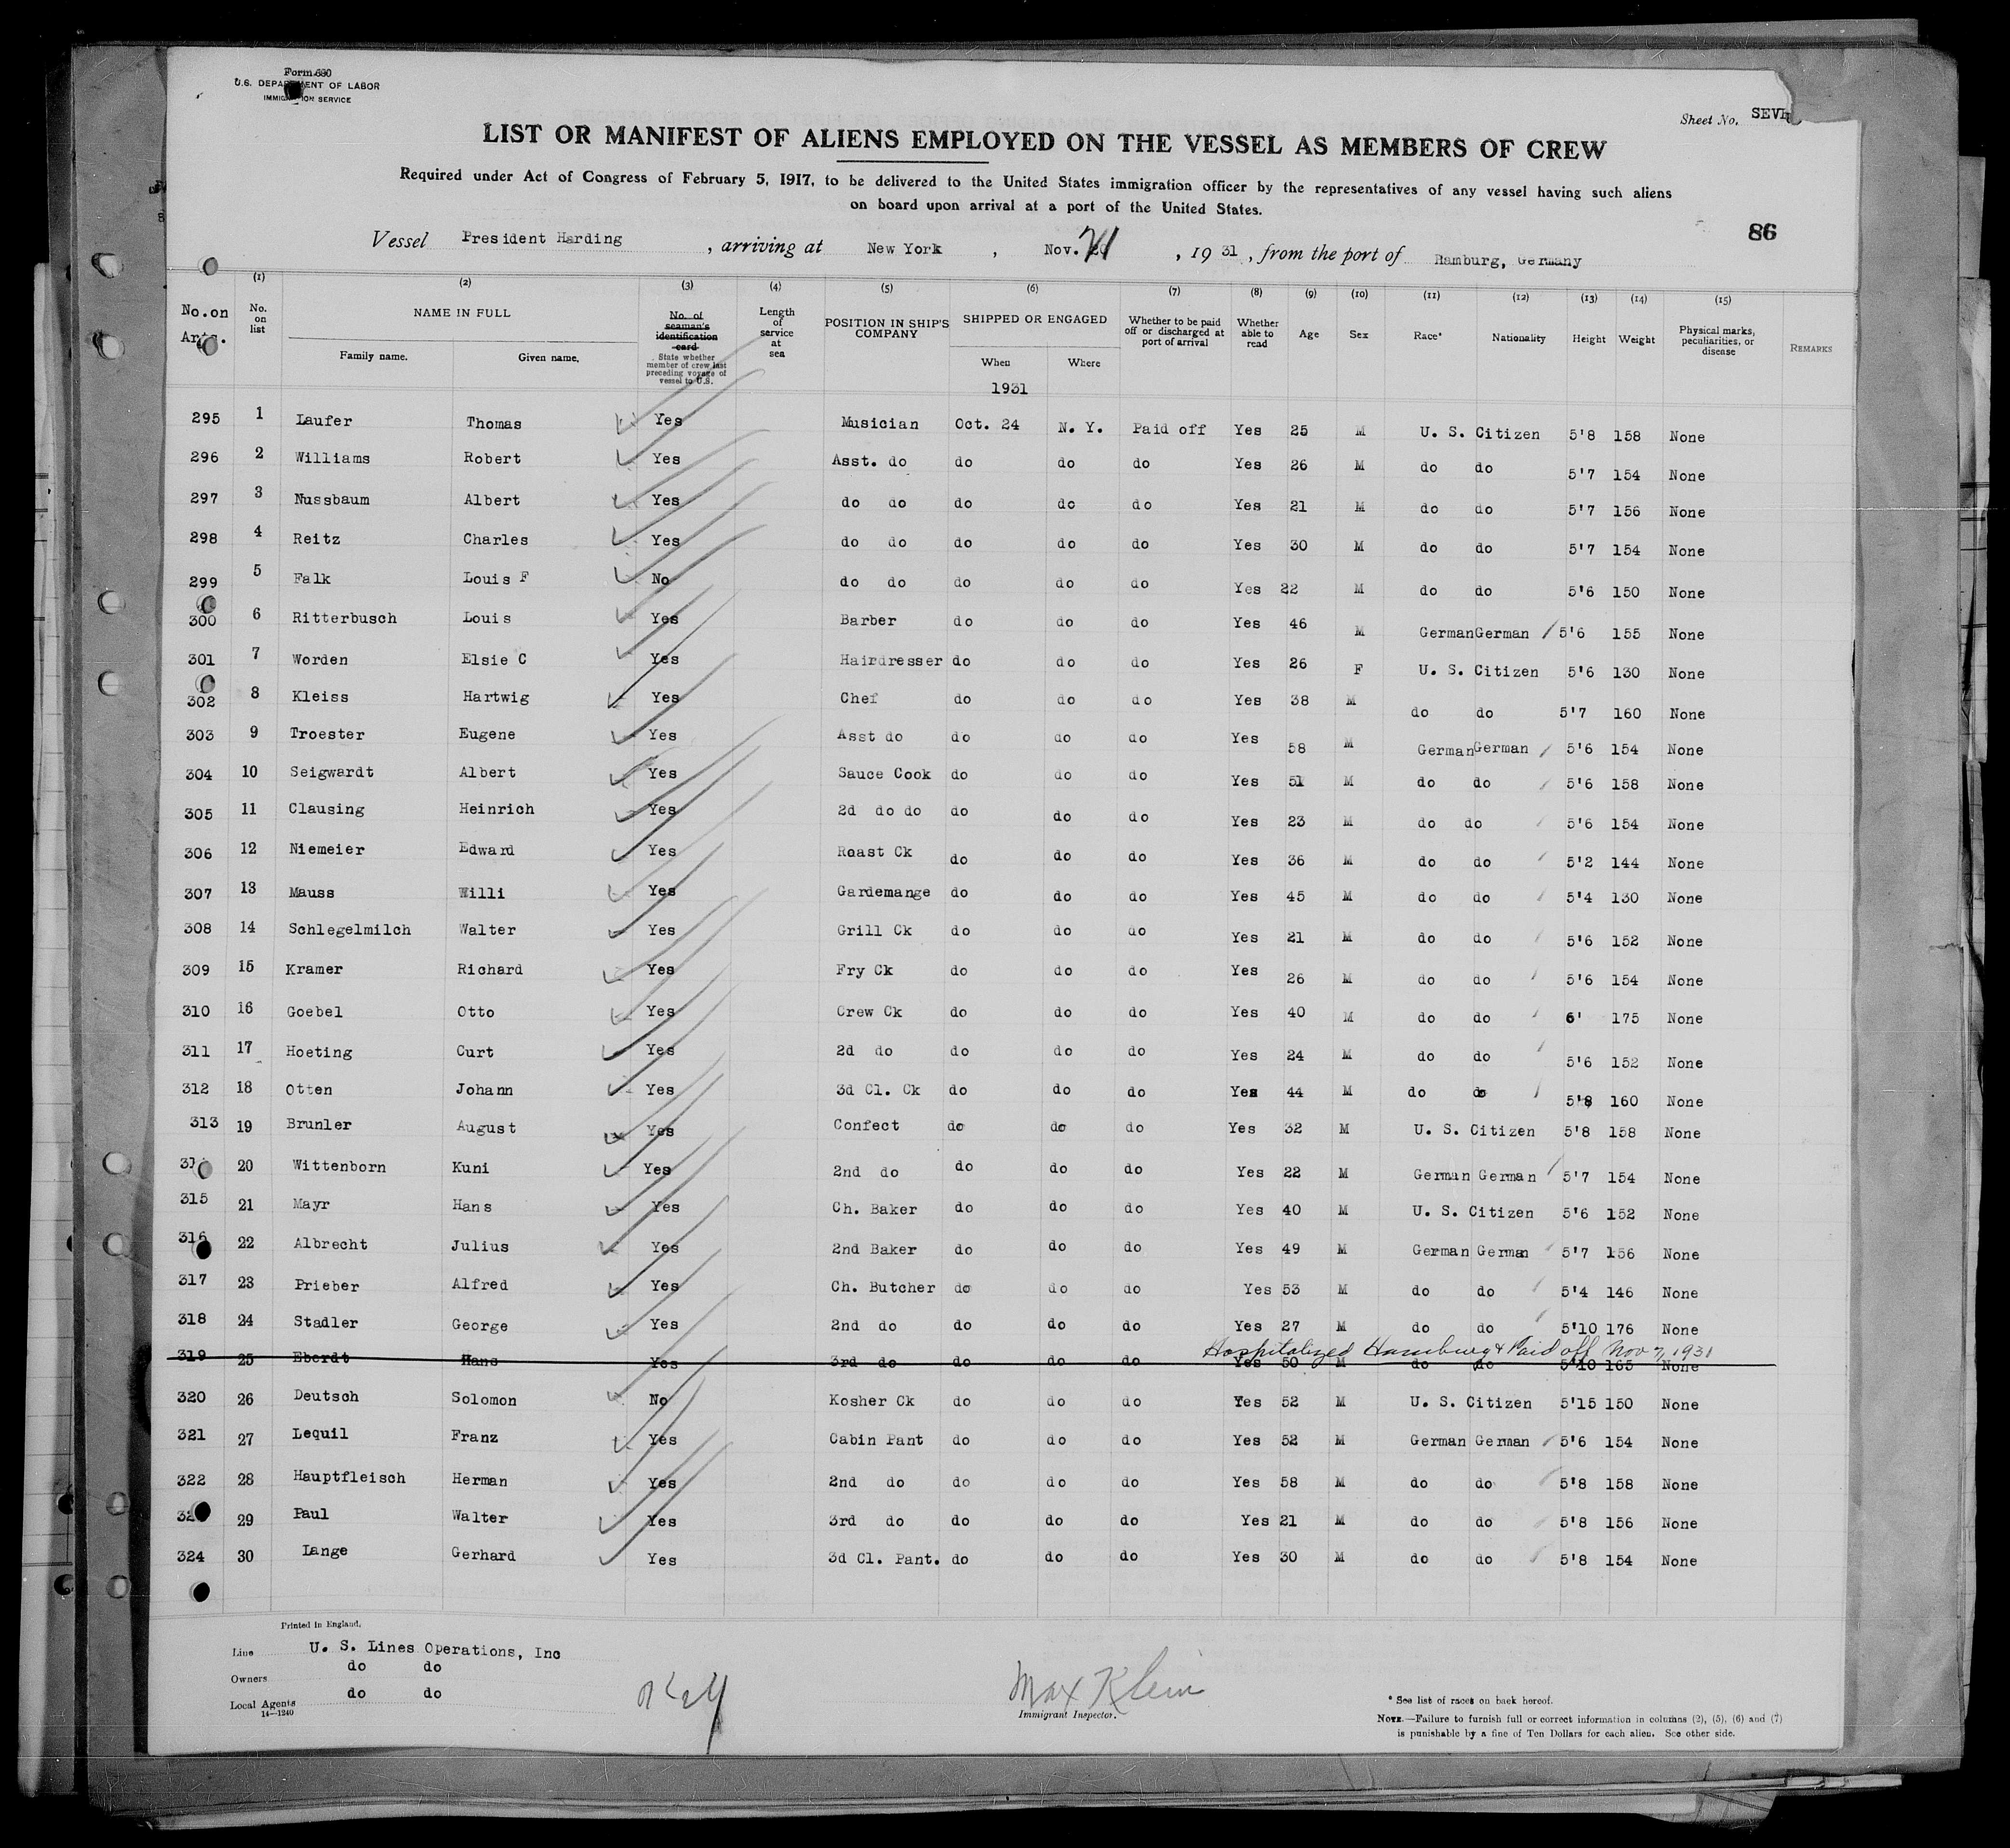 Form 680
U.S. DEPARTMENT OF LABOR
IMMIGRATION SERVICE
Sheet No.
LIST OR MANIFEST OF ALIENS EMPLOYED ON THE VESSEL AS MEMBERS OF CREW
Required under Act of Congress of February 5, 1917, to be delivered to the United States immigration officer by the representatives of any vessel having such aliens
on board upon arrival at a port of the United States.
86
Vessel President Harding, arriving at New York, Nov. , 1931, from the port of Hamburg, Germany
(1) (2) (3) (4) (5) (6) (7) (8) (9) (10) (11) (12) (13) (14) (15)
No. on Arts. No. on list NAME IN FULL Family name. Given name. No. of seaman's identification card State whether member of crew last preceding voyage of vessel to U.S. Length of service at sea POSITION IN SHIP'S COMPANY SHIPPED OR ENGAGED When Where Whether to be paid off or discharged at port of arrival Whether able to read Age Sex Race* Nationality Height Weight Physical marks, peculiarities, or disease REMARKS
1931
295 1 Laufer Thomas Yes Musician Oct. 24 N. Y. Paid off Yes 25 M U. S. Citizen 5'8 158 None
296 2 Williams Robert Yes Asst. do do do do Yes 26 M do do 5'7 154 None
297 3 Nussbaum Albert Yes do do do do do Yes 21 M do do 5'7 156 None
298 4 Reitz Charles Yes do do do do do Yes 30 M do do 5'7 154 None
299 5 Falk Louis F No do do do do do Yes 22 M do do 5'6 150 None
300 6 Ritterbusch Louis Yes Barber do do do Yes 46 M German German 5'6 155 None
301 7 Worden Elsie C Yes Hairdresser do do do Yes 26 F U. S. Citizen 5'6 130 None
302 8 Kleiss Hartwig Yes Chef do do do Yes 38 M do do 5'7 160 None
303 9 Troester Eugene Yes Asst do do do do Yes 58 M German German 5'6 154 None
304 10 Seigwardt Albert Yes Sauce Cook do do do Yes 51 M do do 5'6 158 None
305 11 Clausing Heinrich Yes 2d do do do do do Yes 23 M do do 5'6 154 None
306 12 Niemeier Edward Yes Roast Ck do do do Yes 36 M do do 5'2 144 None
307 13 Mauss Willi Yes Gardemange do do do Yes 45 M do do 5'4 130 None
308 14 Schlegelmilch Walter Yes Grill Ck do do do Yes 21 M do do 5'6 152 None
309 15 Kramer Richard Yes Fry Ck do do do Yes 26 M do do 5'6 154 None
310 16 Goebel Otto Yes Crew Ck do do do Yes 40 M do do 6' 175 None
311 17 Hoeting Curt Yes 2d do do do do Yes 24 M do do 5'6 152 None
312 18 Otten Johann Yes 3d Cl. Ck do do do Yes 44 M do do 5'8 160 None
313 19 Brunler August Yes Confect do do do Yes 32 M U. S. Citizen 5'8 158 None
20 Wittenborn Kuni Yes 2nd do do do do Yes 22 M German German 5'7 154 None
315 21 Mayr Hans Yes Ch. Baker do do do Yes 40 M U. S. Citizen 5'6 152 None
316 22 Albrecht Julius Yes 2nd Baker do do do Yes 49 M German German 5'7 156 None
317 23 Prieber Alfred Yes Ch. Butcher do do do Yes 53 M do do 5'4 146 None
318 24 Stadler George Yes 2nd do do do do Yes 27 M do do 5'10 176 None
Hospitalized Hamburg & Paid off Nov 7, 1931
319 25 Eberdt Hans Yes 3rd do do do do Yes 50 M do do 5'10 165 None
320 26 Deutsch Solomon No Kosher Ck do do do Yes 52 M U. S. Citizen 5'15 150 None
321 27 Lequil Franz Yes Cabin Pant do do do Yes 52 M German German 5'6 154 None
322 28 Hauptfleisch Herman Yes 2nd do do do do Yes 58 M do do 5'8 158 None
29 Paul Walter Yes 3rd do do do do Yes 21 M do do 5'8 156 None
324 30 Lange Gerhard Yes 3d Cl. Pant. do do do Yes 30 M do do 5'8 154 None
Printed in England.
Line U. S. Lines Operations, Inc
Owners do do
Local Agents do do
14—1240
Max Klein
Immigrant Inspector.
* See list of races on back hereof.
NOTE.—Failure to furnish full or correct information in columns (2), (5), (6) and (7)
is punishable by a fine of Ten Dollars for each alien. See other side.